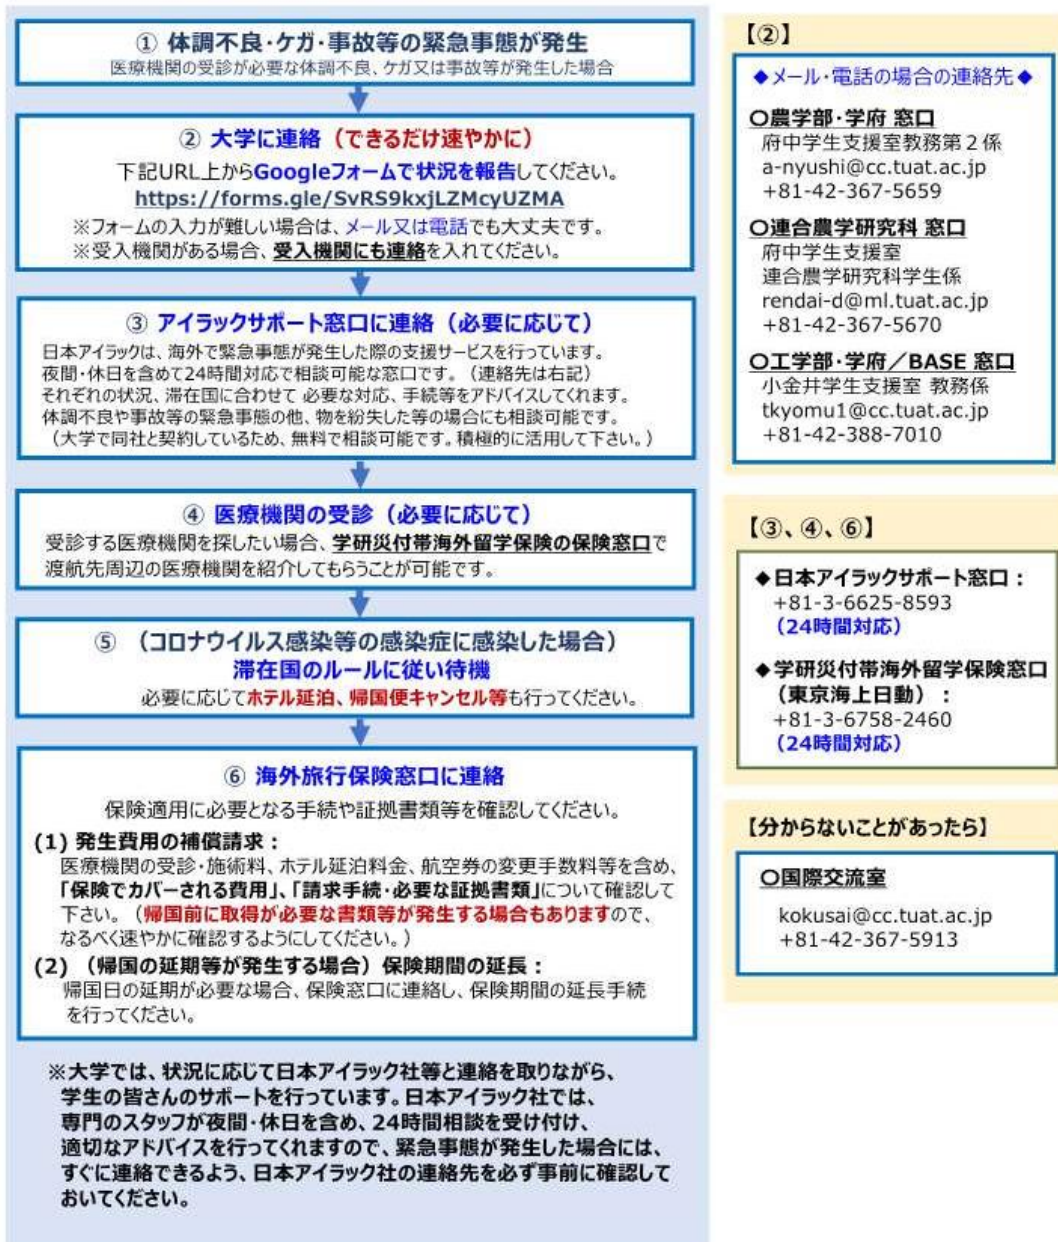 ① 体調不良・ケガ・事故等の緊急事態が発生
医療機関の受診が必要な体調不良、ケガ又は事故等が発生した場合
② 大学に連絡（できるだけ速やかに）
下記URL上からGoogleフォームで状況を報告してください。
https://forms.gle/SvRS9kxjLZMcyUZMA
※フォームの入力が難しい場合は、メール又は電話でも大丈夫です。
※受入機関がある場合、受入機関にも連絡を入れてください。
③ アイラックサポート窓口に連絡（必要に応じて）
日本アイラックは、海外で緊急事態が発生した際の支援サービスを行っています。
夜間・休日を含めて24時間対応で相談可能な窓口です。（連絡先は右記）
それぞれの状況、滞在国に合わせて 必要な対応、手続等をアドバイスしてくれます。
体調不良や事故等の緊急事態の他、物を紛失した等の場合にも相談可能です。
（大学で同社と契約しているため、無料で相談可能です。積極的に活用して下さい。）
④ 医療機関の受診（必要に応じて）
受診する医療機関を探したい場合、学研災付帯海外留学保険の保険窓口で
渡航先周辺の医療機関を紹介してもらうことが可能です。
⑤ （コロナウイルス感染等の感染症に感染した場合）
滞在国のルールに従い待機
必要に応じてホテル延泊、帰国便キャンセル等も行ってください。
⑥ 海外旅行保険窓口に連絡
保険適用に必要となる手続や証拠書類等を確認してください。
(1) 発生費用の補償請求：
医療機関の受診・施術料、ホテル延泊料金、航空券の変更手数料等を含め、
「保険でカバーされる費用」、「請求手続・必要な証拠書類」について確認して
下さい。（帰国前に取得が必要な書類等が発生する場合もありますので、
なるべく速やかに確認するようにしてください。）
(2) （帰国の延期等が発生する場合）保険期間の延長：
帰国日の延期が必要な場合、保険窓口に連絡し、保険期間の延長手続
を行ってください。
※大学では、状況に応じて日本アイラック社等と連絡を取りながら、
学生の皆さんのサポートを行っています。日本アイラック社では、
専門のスタッフが夜間・休日を含め、24時間相談を受け付け、
適切なアドバイスを行ってくれますので、緊急事態が発生した場合には、
すぐに連絡できるよう、日本アイラック社の連絡先を必ず事前に確認して
おいてください。
【②】
◆メール・電話の場合の連絡先◆
〇農学部・学府 窓口
府中学生支援室教務第２係
a-nyushi@cc.tuat.ac.jp
+81-42-367-5659
〇連合農学研究科 窓口
府中学生支援室
連合農学研究科学生係
rendai-d@ml.tuat.ac.jp
+81-42-367-5670
〇工学部・学府／BASE 窓口
小金井学生支援室 教務係
tkyomu1@cc.tuat.ac.jp
+81-42-388-7010
【③、④、⑥】
◆日本アイラックサポート窓口：
+81-3-6625-8593
（24時間対応）
◆学研災付帯海外留学保険窓口
（東京海上日動）：
+81-3-6758-2460
（24時間対応）
【分からないことがあったら】
〇国際交流室
kokusai@cc.tuat.ac.jp
+81-42-367-5913